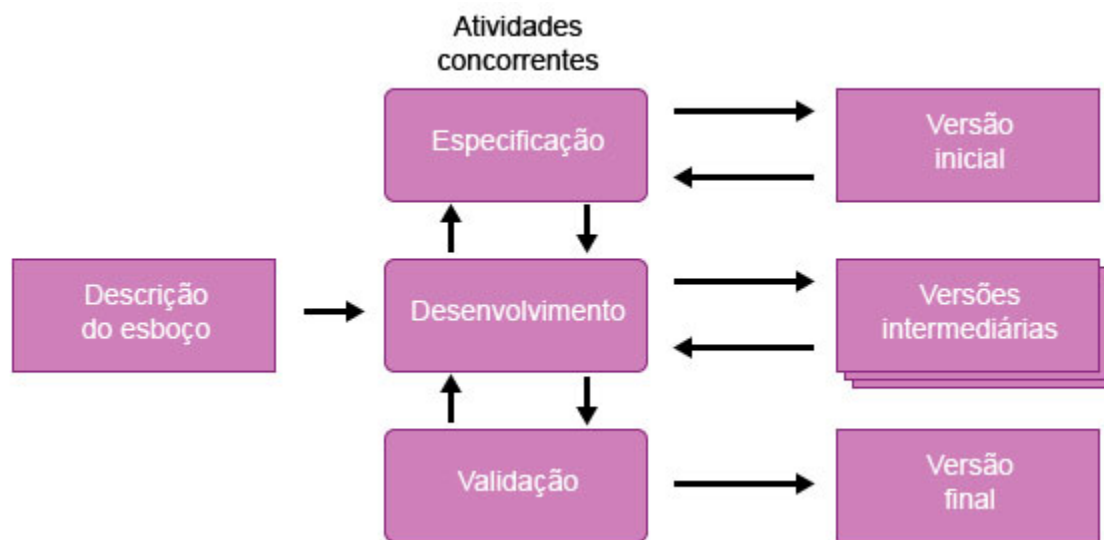 Atividades
concorrentes
Especificação
Versão
inicial
Descrição
do esboço
Desenvolvimento
Versões
intermediárias
Validação
Versão
final